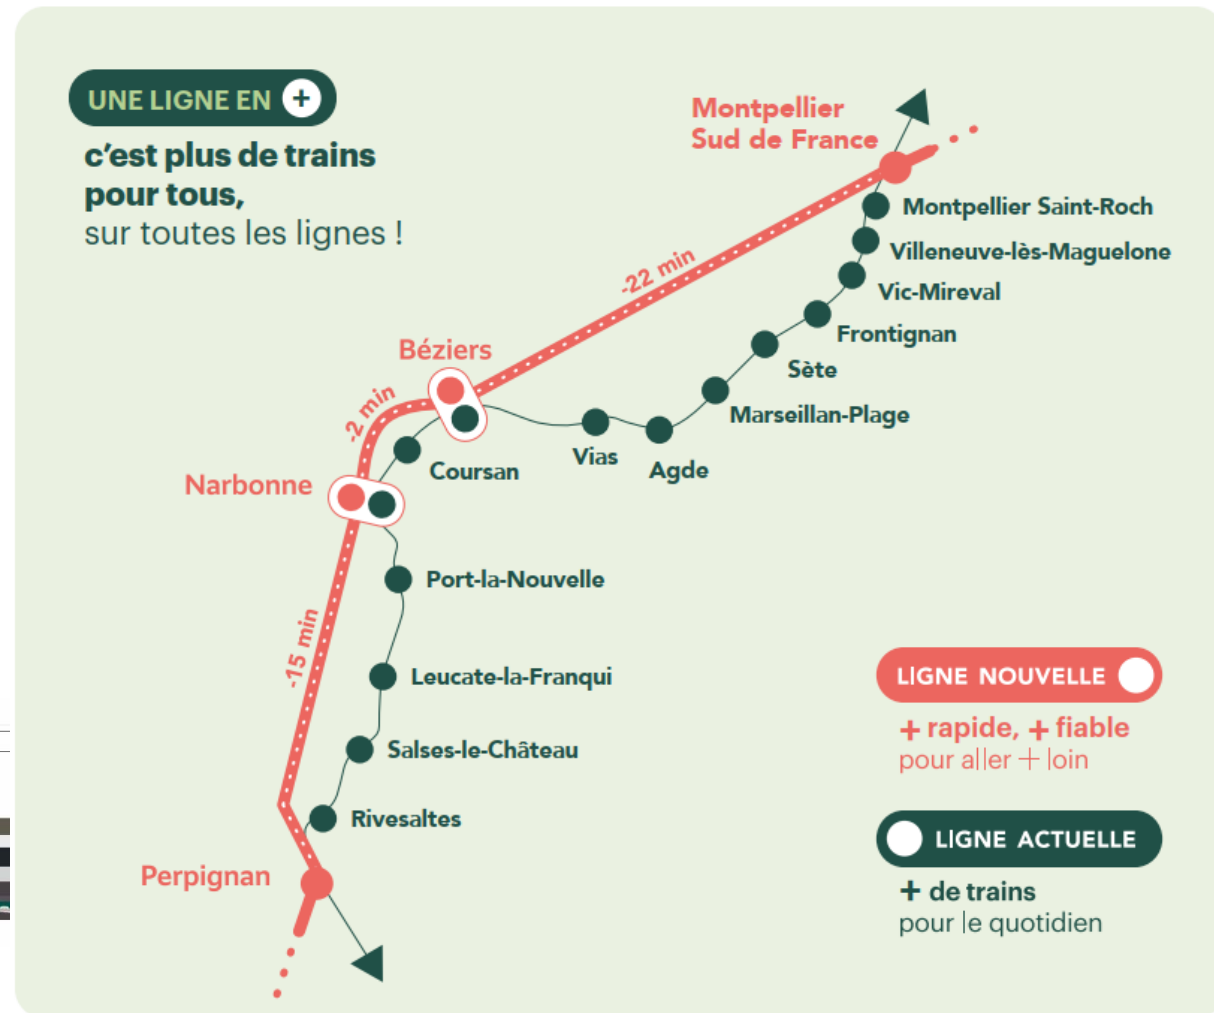 UNE LIGNE EN +
c'est plus de trains
pour tous,
sur toutes les lignes !
Montpellier
Sud de France
Montpellier Saint-Roch
Villeneuve-lès-Maguelone
-22 min
Vic-Mireval
Frontignan
Béziers
Sète
-2 min
Marseillan-Plage
Vias
Agde
Coursan
Narbonne
Port-la-Nouvelle
-15 min
Leucate-la-Franqui
Salses-le-Château
Rivesaltes
Perpignan
LIGNE NOUVELLE
+ rapide, + fiable
pour aller + loin
LIGNE ACTUELLE
+ de trains
pour le quotidien